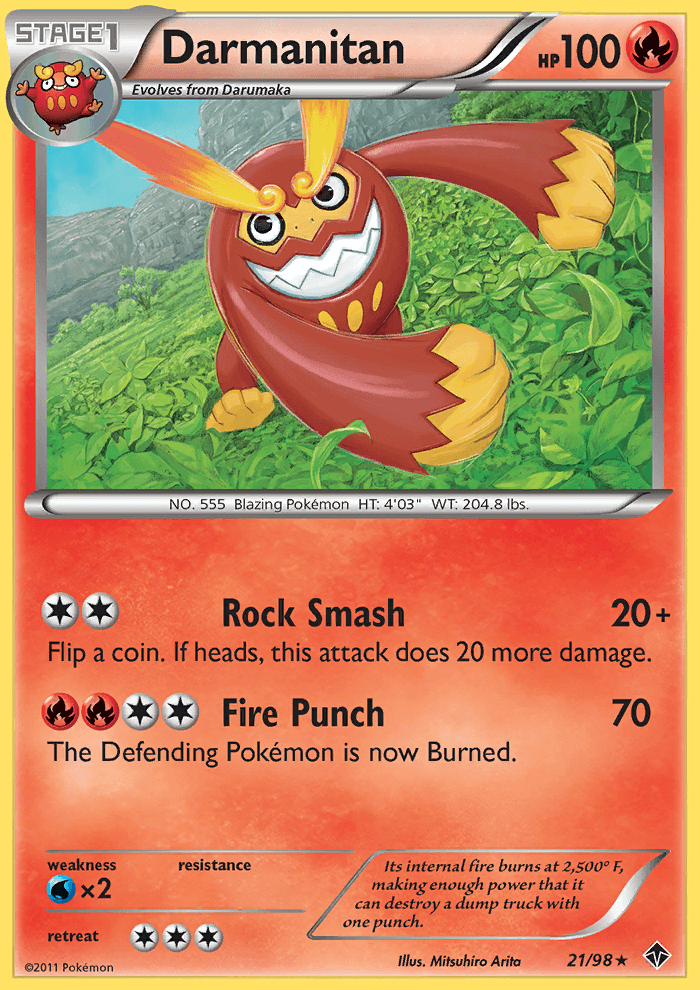 STAGE1
Darmanitan
HP100
Evolves from Darumaka
NO. 555 Blazing Pokémon HT: 4'03" WT: 204.8 lbs.
Rock Smash 20+
Flip a coin. If heads, this attack does 20 more damage.
Fire Punch 70
The Defending Pokémon is now Burned.
weakness resistance
×2
retreat
Its internal fire burns at 2,500° F,
making enough power that it
can destroy a dump truck with
one punch.
©2011 Pokémon Illus. Mitsuhiro Arita 21/98 ★